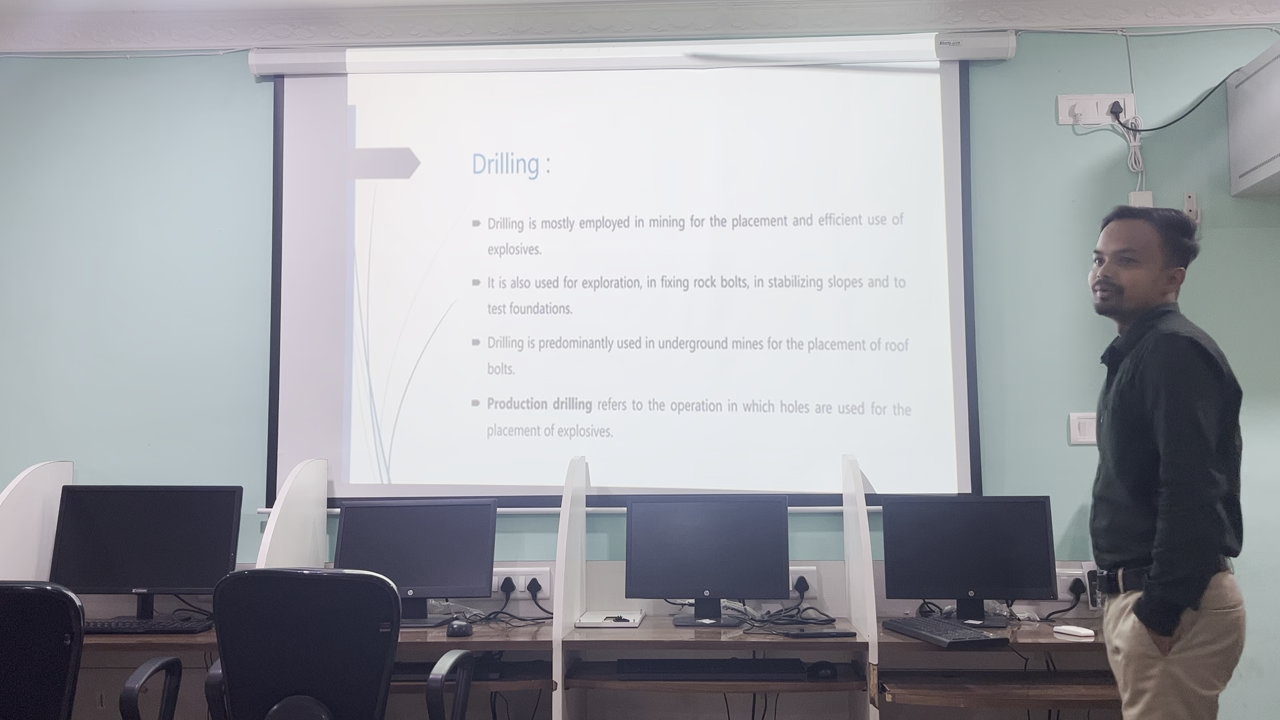 Drilling :
Drilling is mostly employed in mining for the placement and efficient use of
explosives.
It is also used for exploration, in fixing rock bolts, in stabilizing slopes and to
test foundations.
Drilling is predominantly used in underground mines for the placement of roof
bolts.
Production drilling refers to the operation in which holes are used for the
placement of explosives.